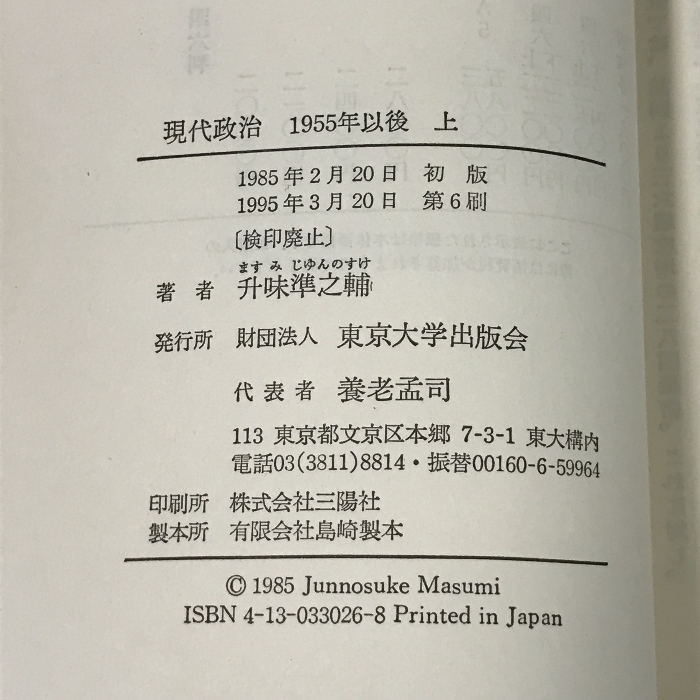 現代政治 1955年以後 上
1985年2月20日 初 版
1995年3月20日 第6刷
〔検印廃止〕
ます み じゆんのすけ
著 者 升味準之輔
発行所 財団法人 東京大学出版会
代表者 養老孟司
113 東京都文京区本郷 7-3-1 東大構内
電話03(3811)8814・振替00160-6-59964
印刷所 株式会社三陽社
製本所 有限会社島崎製本
© 1985 Junnosuke Masumi
ISBN 4-13-033026-8 Printed in Japan